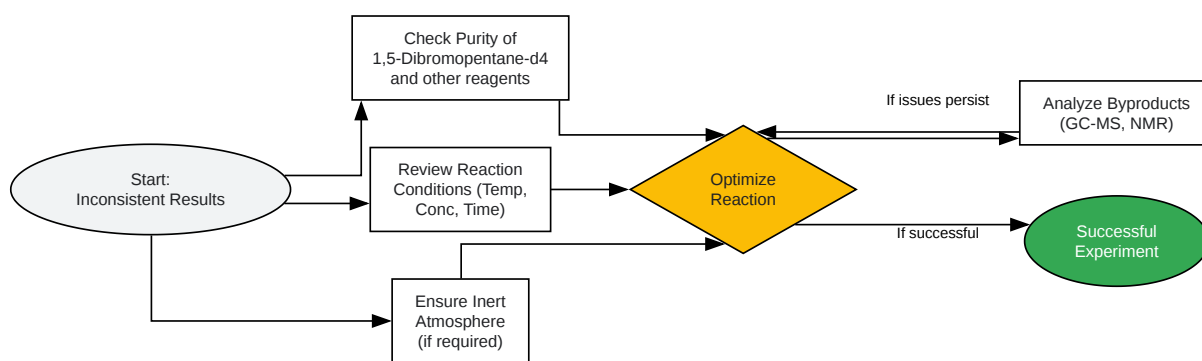 Check Purity of
1,5-Dibromopentane-d4
and other reagents
If issues persist
Analyze Byproducts
(GC-MS, NMR)
Start:
Inconsistent Results
Review Reaction
Conditions (Temp,
Conc, Time)
Optimize
Reaction
If successful
Successful
Experiment
Ensure Inert
Atmosphere
(if required)